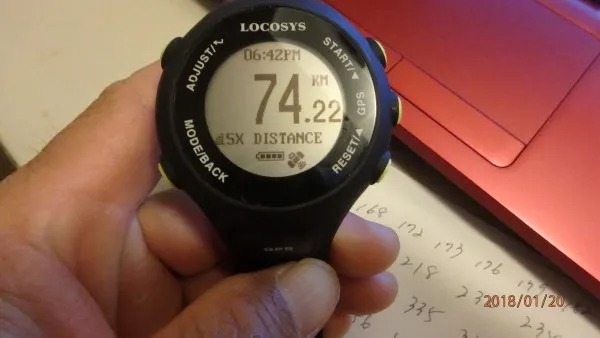 LOCOSYS
ADJUST/
START/▼
06:42PM
KM
74.22
GPS
5X DISTANCE
MODE/BACK
RESET/▲
GPS
168 172 173 176
218
335
2018/01/20